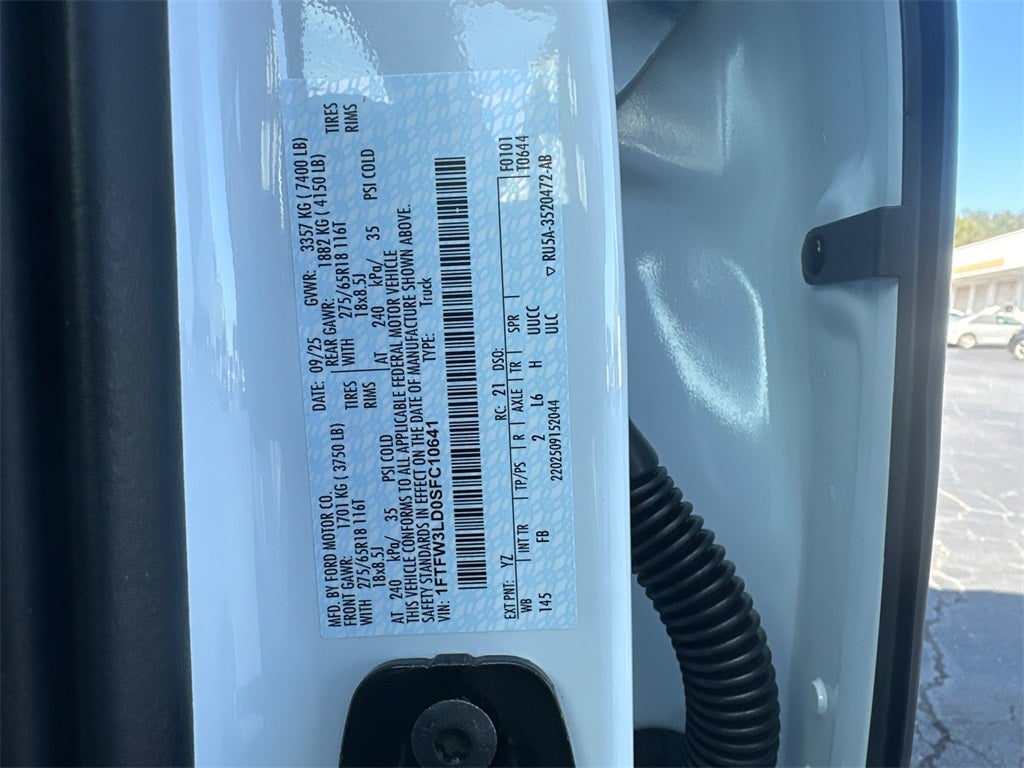 MFD. BY FORD MOTOR CO.
DATE: 09/25 GVWR: 3357 KG ( 7400 LB)
FRONT GAWR: 1701 KG ( 3750 LB) REAR GAWR: 1882 KG ( 4150 LB)
WITH 275/65R18 116T TIRES WITH 275/65R18 116T TIRES
18x8.5J RIMS 18x8.5J RIMS
AT 240 kPa/ 35 PSI COLD AT 240 kPa/ 35 PSI COLD
THIS VEHICLE CONFORMS TO ALL APPLICABLE FEDERAL MOTOR VEHICLE
SAFETY STANDARDS IN EFFECT ON THE DATE OF MANUFACTURE SHOWN ABOVE.
VIN: 1FTFW3LD0SFC10641 TYPE: Truck
EXT PNT: YZ RC: 21 DSO: F0101
WB INT TR TP/PS R AXLE TR SPR T0644
145 FB 2 L6 H UUCC
2202509152044 ULC ▽ RU5A-3520472-AB